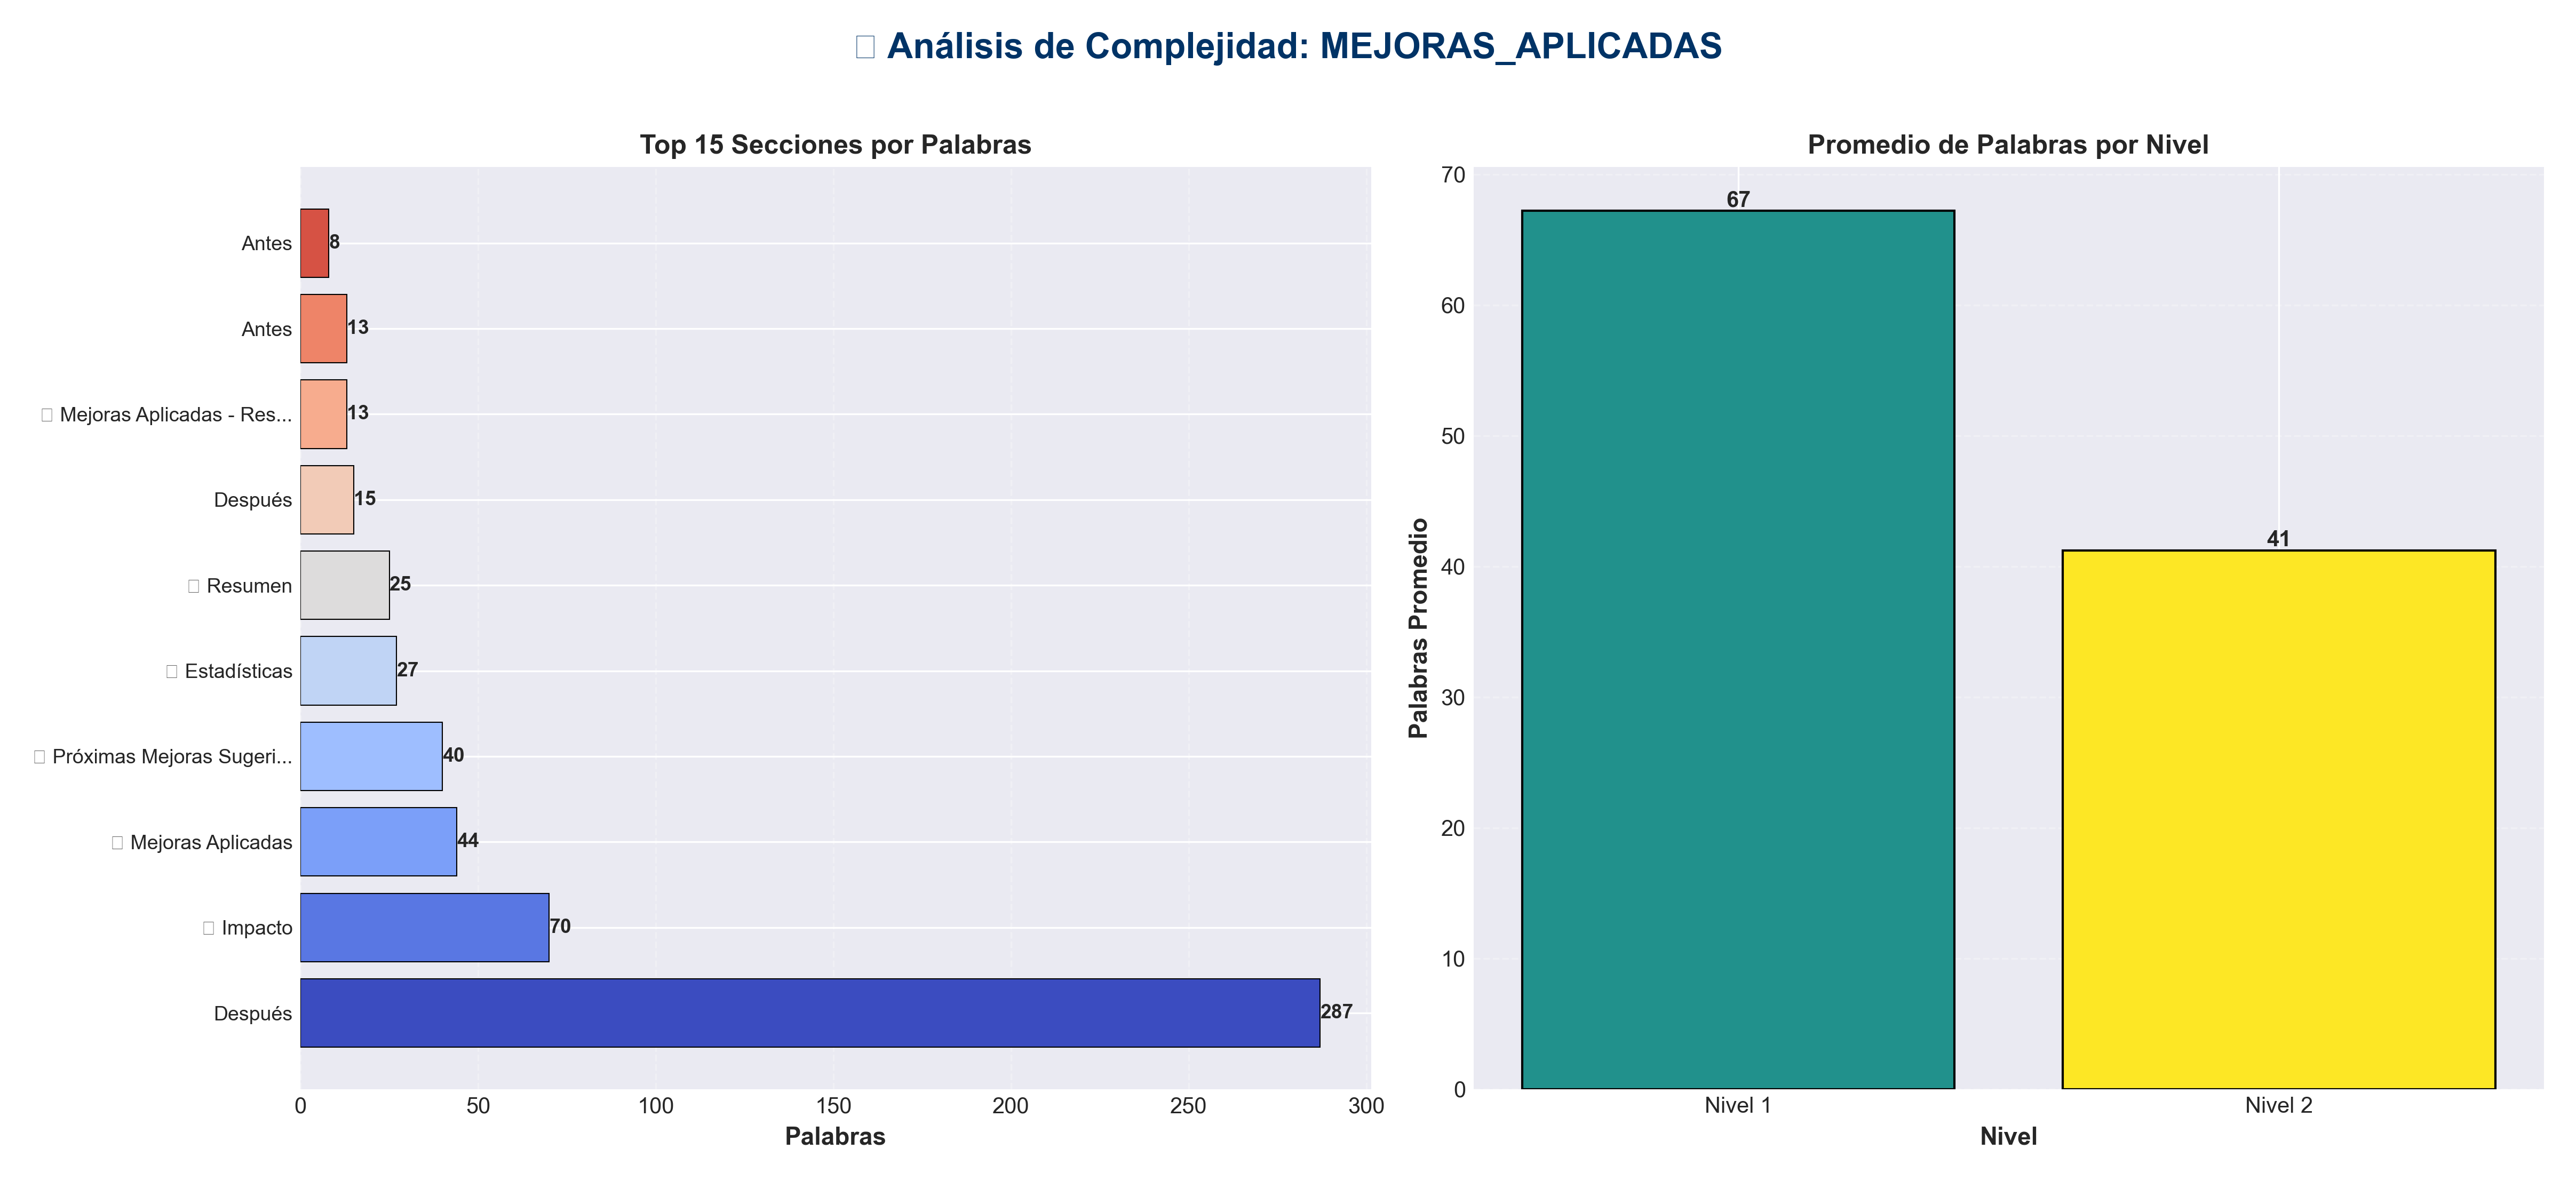 Análisis de Complejidad: MEJORAS_APLICADAS
Top 15 Secciones por Palabras
Antes
8
Antes
13
Mejoras Aplicadas - Res...
13
Después
15
Resumen
25
Estadísticas
27
Próximas Mejoras Sugeri...
40
Mejoras Aplicadas
44
Impacto
70
Después
287
0 50 100 150 200 250 300
Palabras
Promedio de Palabras por Nivel
Palabras Promedio
70
60
50
40
30
20
10
0
67
41
Nivel 1 Nivel 2
Nivel